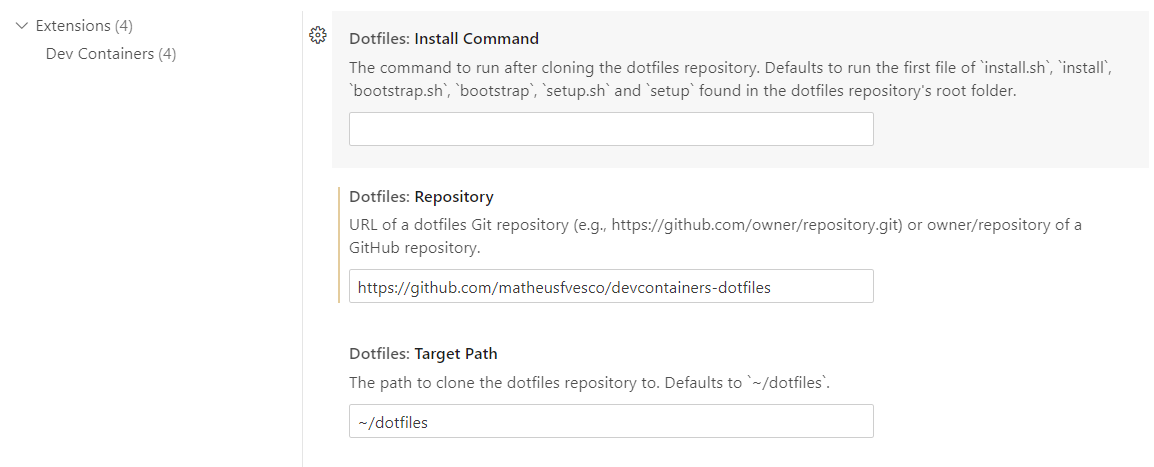 Extensions (4)
Dev Containers (4)
Dotfiles: Install Command
The command to run after cloning the dotfiles repository. Defaults to run the first file of `install.sh`, `install`,
`bootstrap.sh`, `bootstrap`, `setup.sh` and `setup` found in the dotfiles repository's root folder.
Dotfiles: Repository
URL of a dotfiles Git repository (e.g., https://github.com/owner/repository.git) or owner/repository of a
GitHub repository.
https://github.com/matheusfvesco/devcontainers-dotfiles
Dotfiles: Target Path
The path to clone the dotfiles repository to. Defaults to `~/dotfiles`.
~/dotfiles